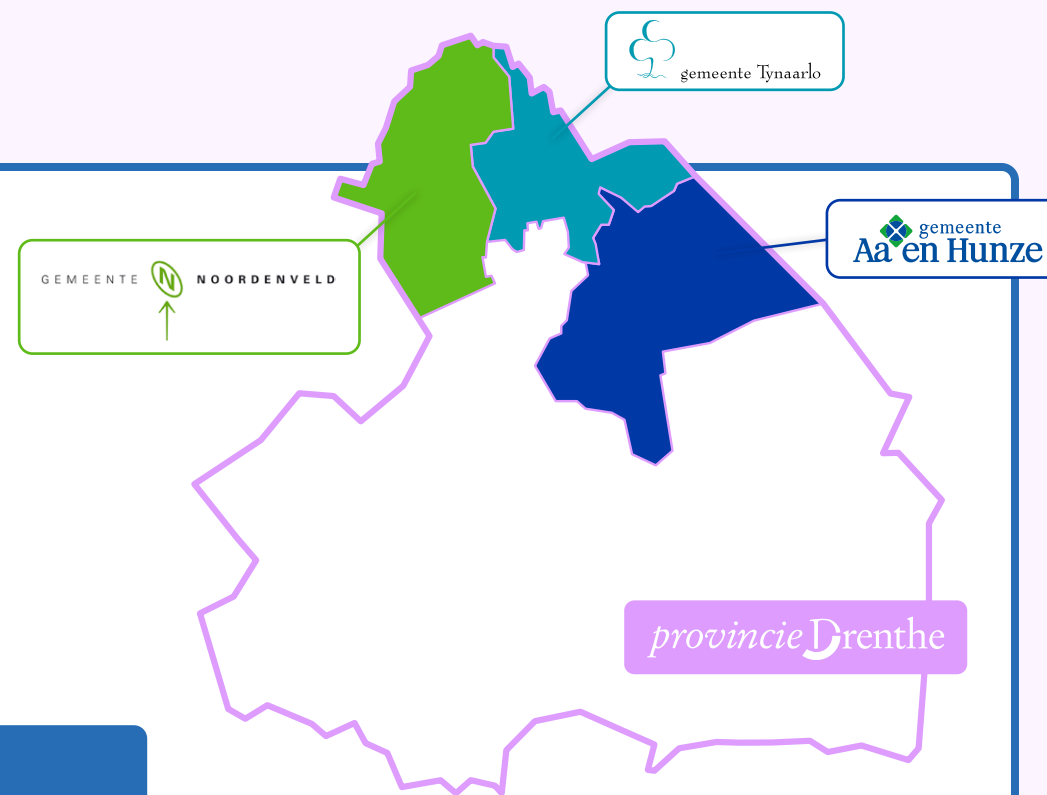 gemeente Tynaarlo
gemeente
Aa en Hunze
GEMEENTE N NOORDENVELD
provincie Drenthe